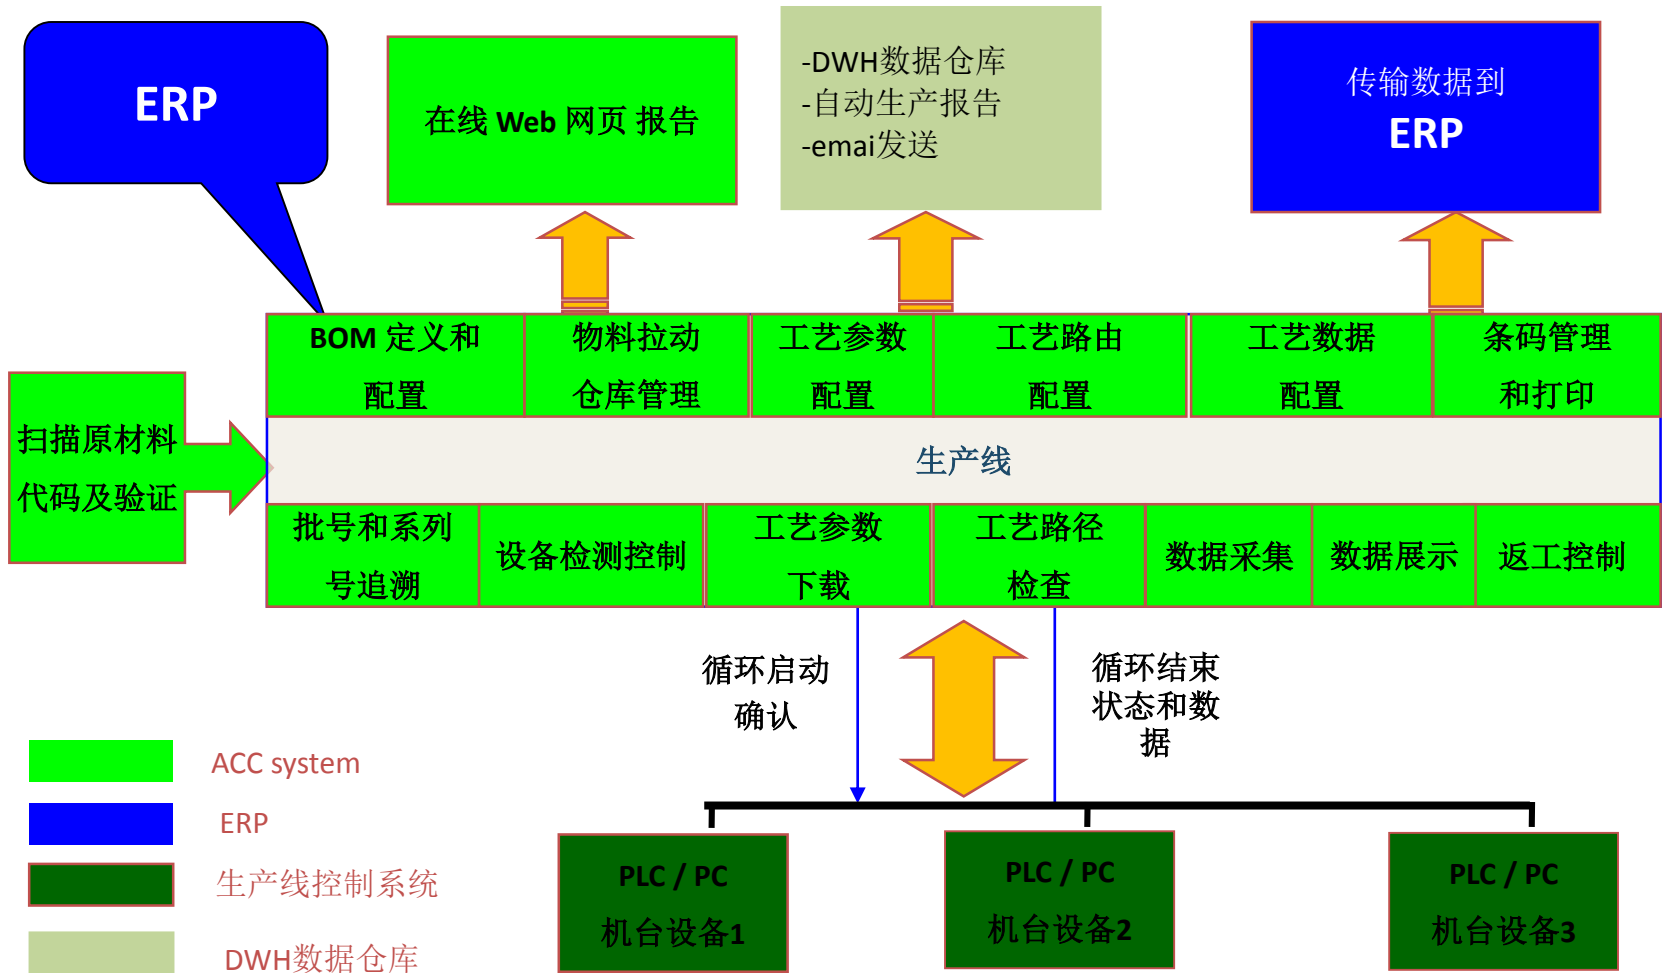 ERP
在线 Web 网页 报告
-DWH数据仓库
-自动生产报告
-emai发送
传输数据到
ERP
BOM 定义和
配置
物料拉动
仓库管理
工艺参数
配置
工艺路由
配置
工艺数据
配置
条码管理
和打印
扫描原材料
代码及验证
生产线
批号和系列
号追溯
设备检测控制
工艺参数
下载
工艺路径
检查
数据采集
数据展示
返工控制
循环启动
确认
循环结束
状态和数
据
ACC system
ERP
生产线控制系统
DWH数据仓库
PLC / PC
机台设备1
PLC / PC
机台设备2
PLC / PC
机台设备3